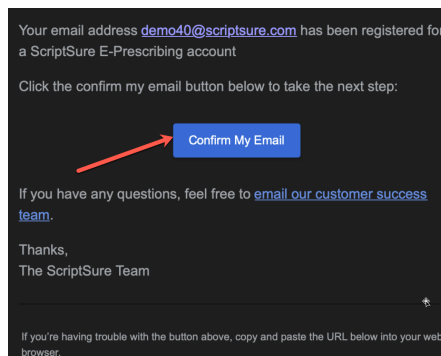 Your email address demo40@scriptsure.com has been registered for
a ScriptSure E-Prescribing account
Click the confirm my email button below to take the next step:
Confirm My Email
If you have any questions, feel free to email our customer success
team.
Thanks,
The ScriptSure Team
If you're having trouble with the button above, copy and paste the URL below into your web
browser.